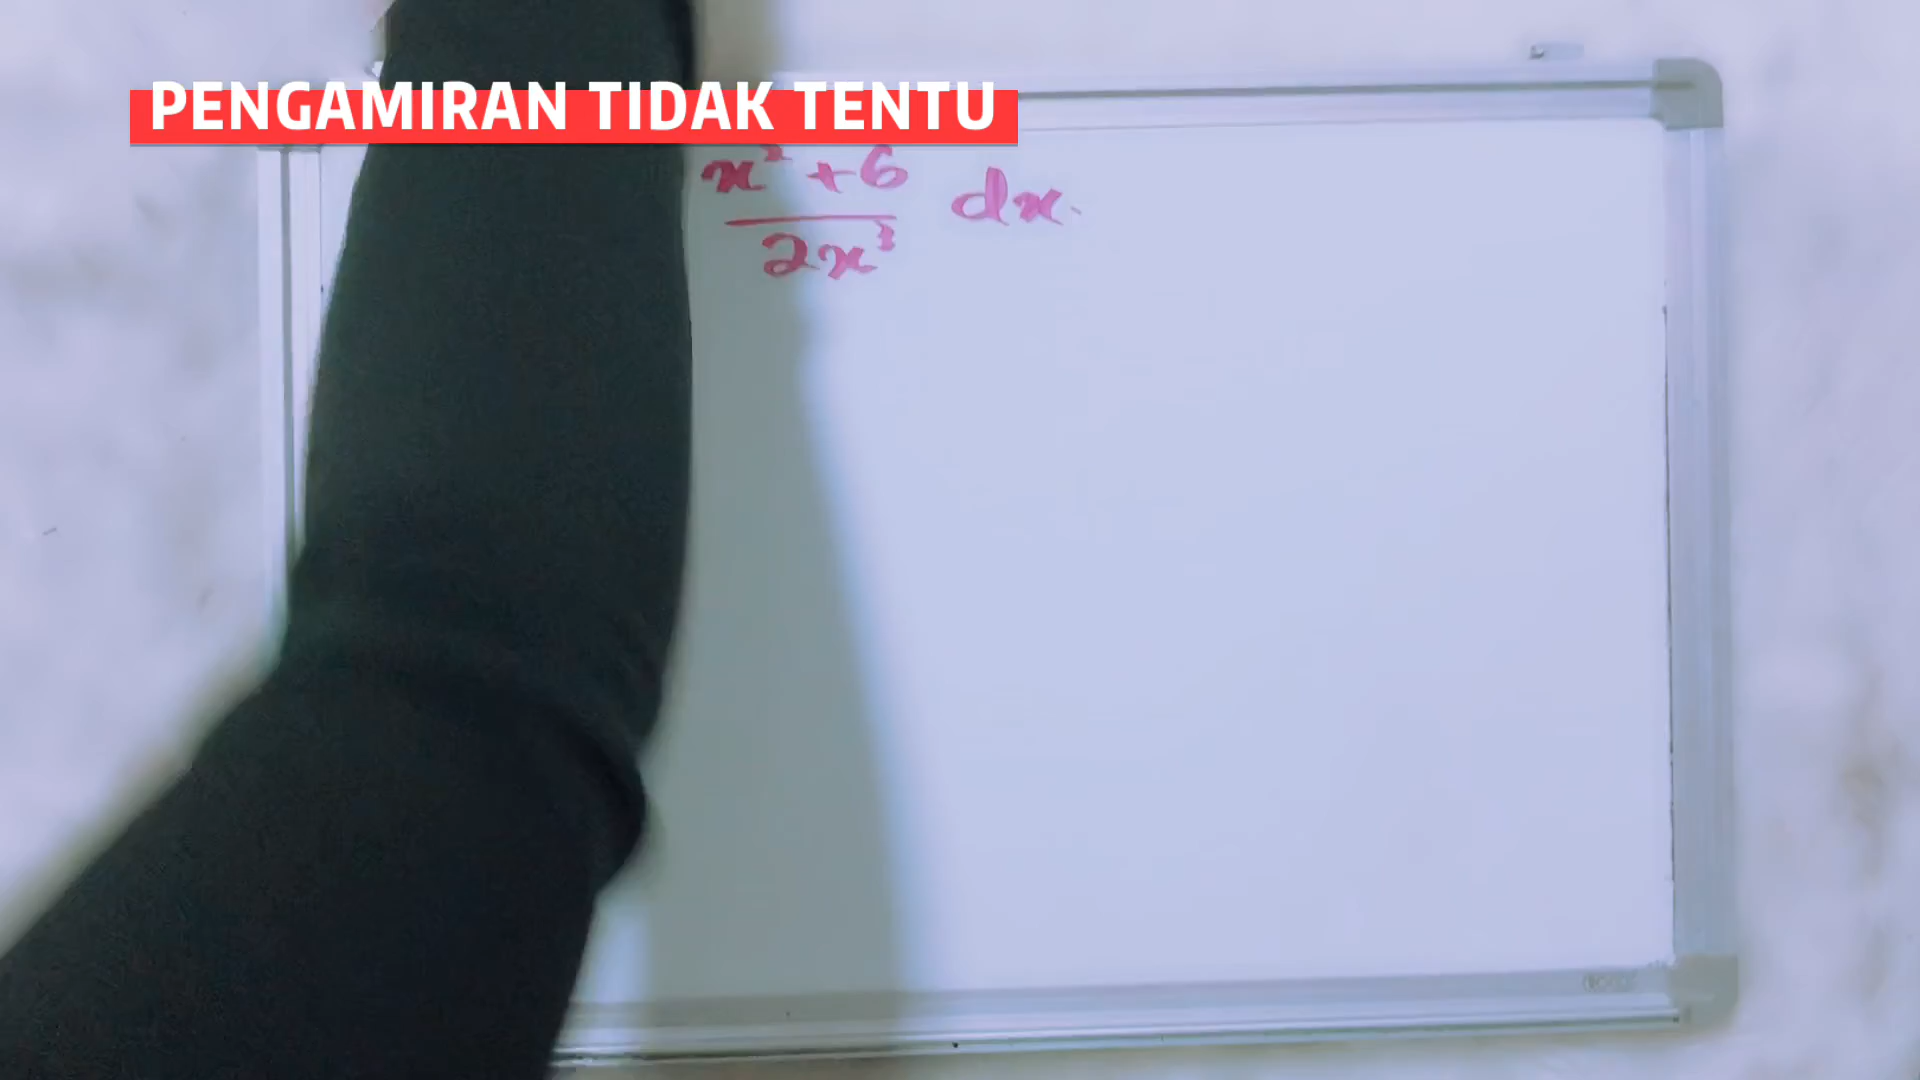 PENGAMIRAN TIDAK TENTU
x² + 6
dx
2x³